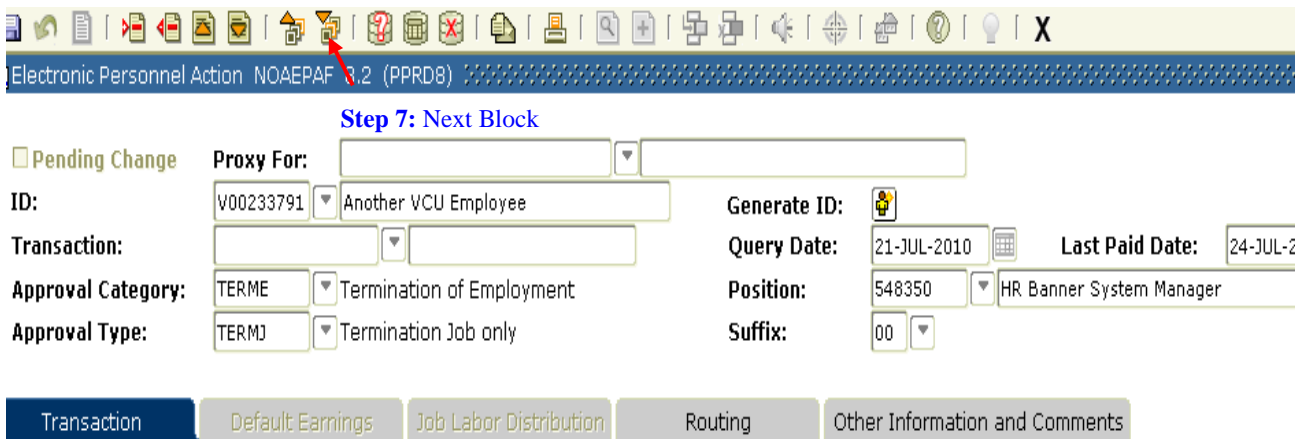 X
Electronic Personnel Action NOAEPAF 8.2 (PPRD8)
Step 7: Next Block
Pending Change Proxy For:
ID: V00233791 Another VCU Employee Generate ID:
Transaction: Query Date: 21-JUL-2010 Last Paid Date: 24-JUL-2
Approval Category: TERME Termination of Employment Position: 548350 HR Banner System Manager
Approval Type: TERMJ Termination Job only Suffix: 00
Transaction Default Earnings Job Labor Distribution Routing Other Information and Comments